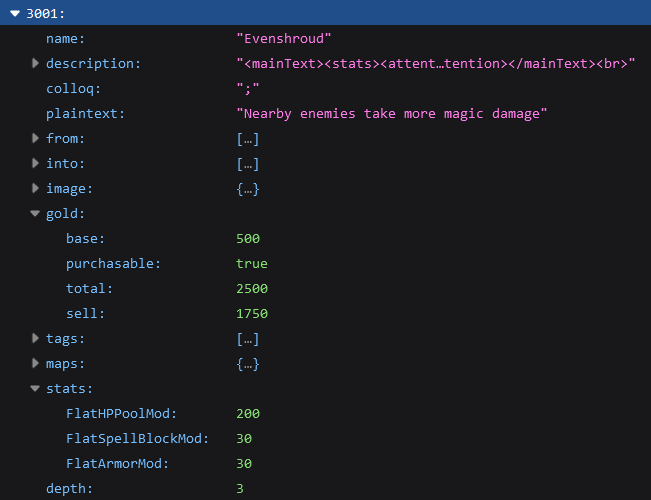 3001:
name: "Evenshroud"
description: "<mainText><stats><attent…tention></mainText><br>"
colloq: ";"
plaintext: "Nearby enemies take more magic damage"
from: […]
into: […]
image: {…}
gold:
base: 500
purchasable: true
total: 2500
sell: 1750
tags: […]
maps: {…}
stats:
FlatHPPoolMod: 200
FlatSpellBlockMod: 30
FlatArmorMod: 30
depth: 3